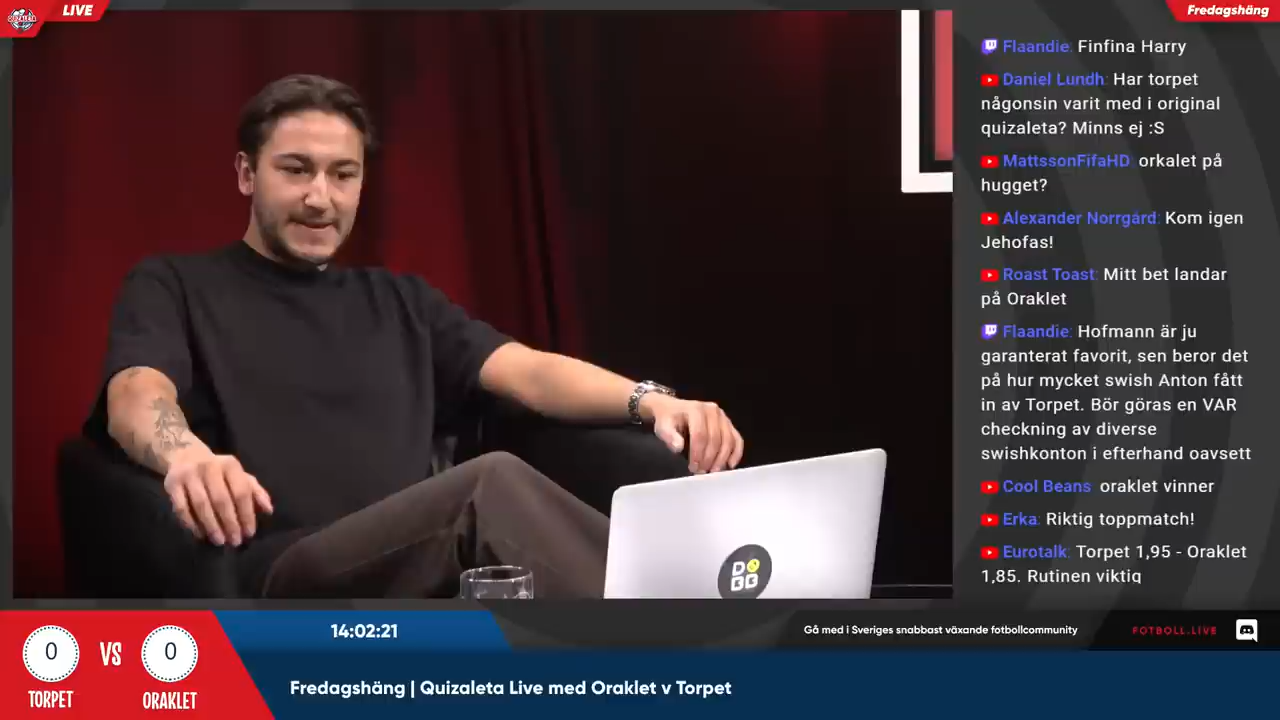 QUIZALETA
LIVE
Fredagshäng
Flaandie: Finfina Harry
Daniel Lundh: Har torpet
någonsin varit med i original
quizaleta? Minns ej :S
MattssonFifaHD: orkalet på
hugget?
Alexander Norrgård: Kom igen
Jehofas!
Roast Toast: Mitt bet landar
på Oraklet
Flaandie: Hofmann är ju
garanterat favorit, sen beror det
på hur mycket swish Anton fått
in av Torpet. Bör göras en VAR
checkning av diverse
swishkonton i efterhand oavsett
Cool Beans: oraklet vinner
Erka: Riktig toppmatch!
Eurotalk: Torpet 1,95 - Oraklet
1,85. Rutinen viktig
14:02:21
Gå med i Sveriges snabbast växande fotbollcommunity
FOTBOLL.LIVE
0 VS 0
TORPET ORAKLET
Fredagshäng | Quizaleta Live med Oraklet v Torpet